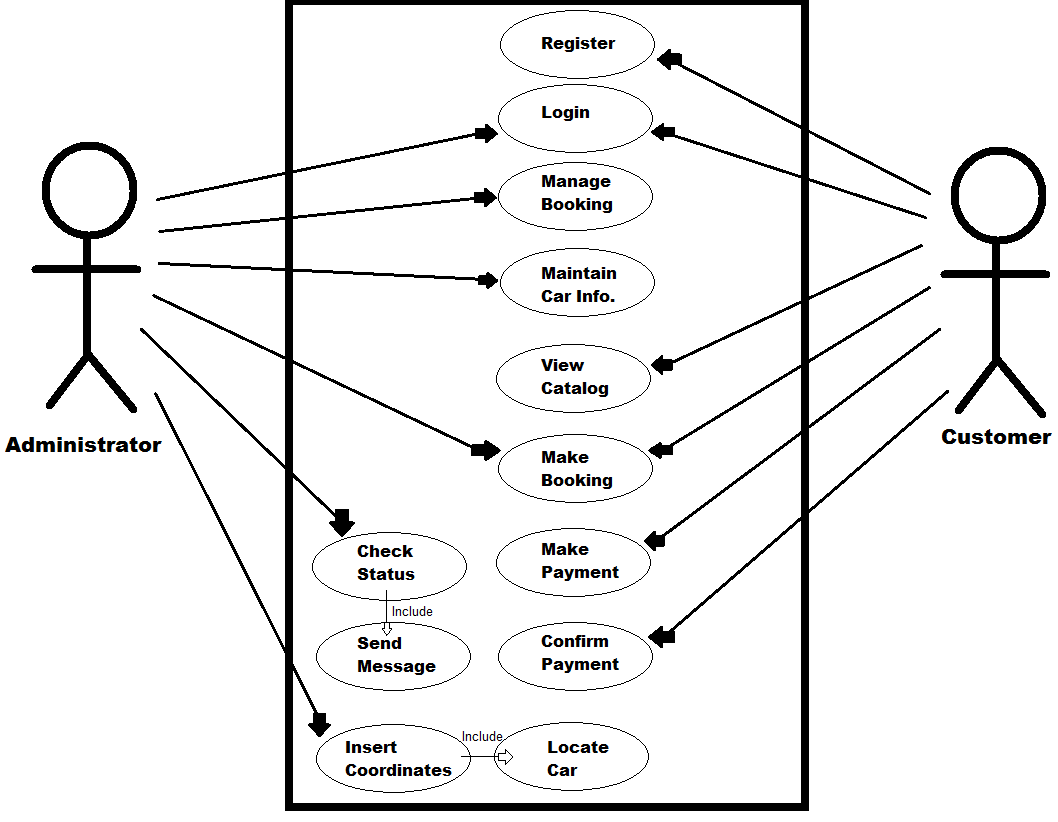 Register
Login
Manage
Booking
Maintain
Car Info.
View
Catalog
Administrator
Customer
Make
Booking
Check
Status
Make
Payment
Include
Send
Message
Confirm
Payment
Insert
Coordinates
Include
Locate
Car